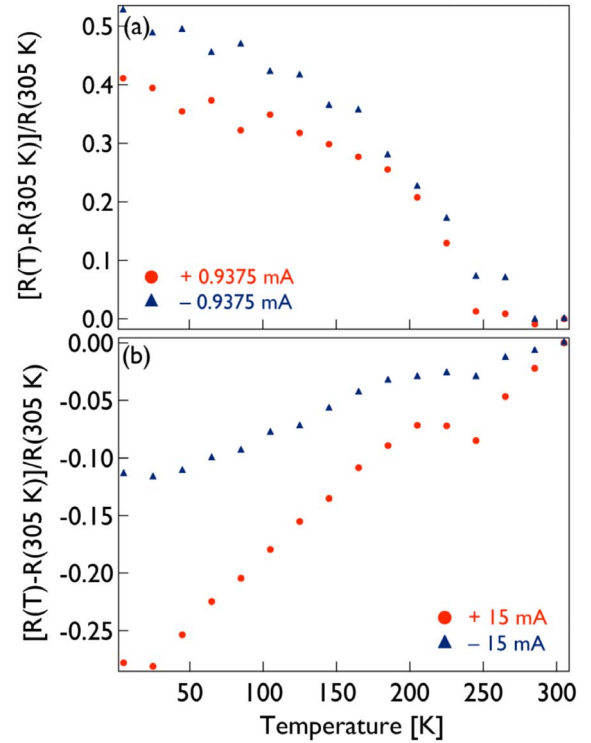 (a)
[R(T)-R(305 K)]/R(305 K)
0.5
0.4
0.3
0.2
0.1
0.0
+ 0.9375 mA
– 0.9375 mA
(b)
[R(T)-R(305 K)]/R(305 K)
0.00
-0.05
-0.10
-0.15
-0.20
-0.25
+ 15 mA
– 15 mA
50 100 150 200 250 300
Temperature [K]